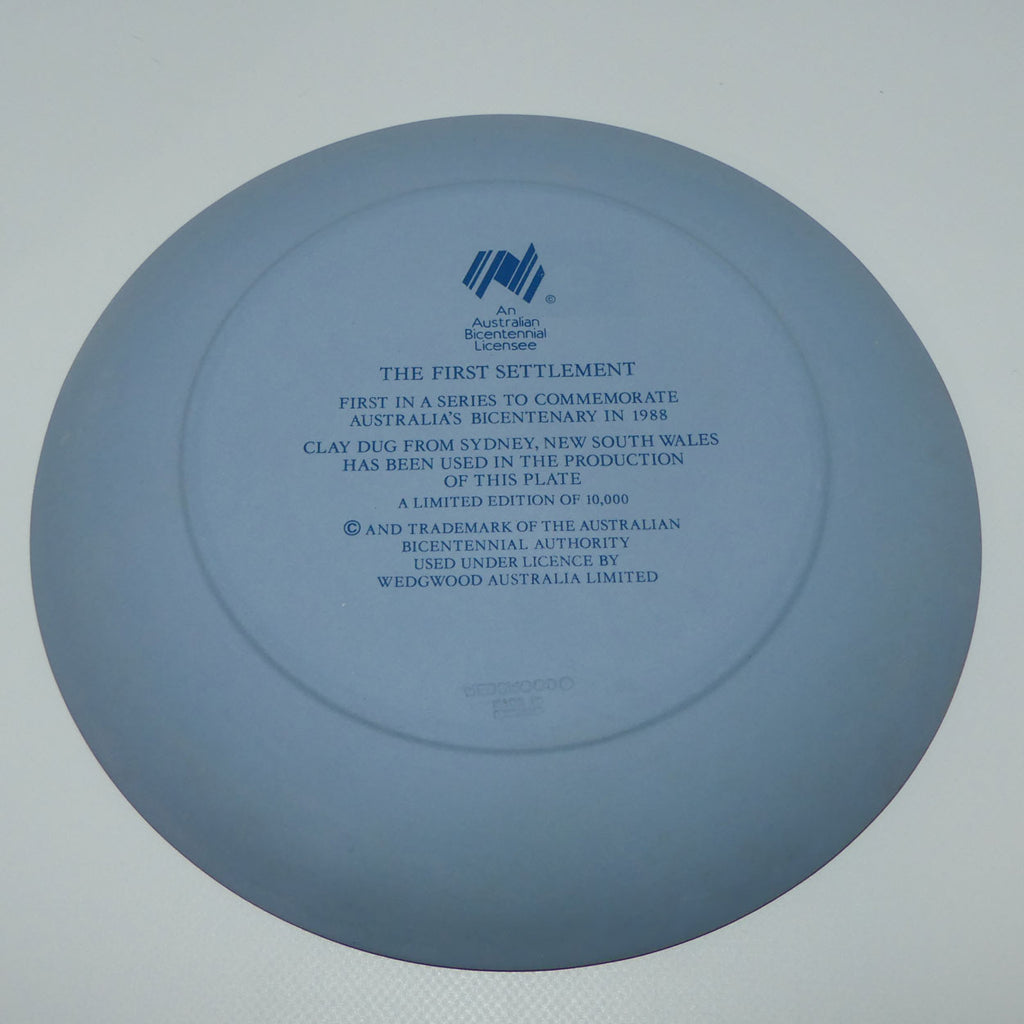 ©
An
Australian
Bicentennial
Licensee
THE FIRST SETTLEMENT
FIRST IN A SERIES TO COMMEMORATE
AUSTRALIA'S BICENTENARY IN 1988
CLAY DUG FROM SYDNEY, NEW SOUTH WALES
HAS BEEN USED IN THE PRODUCTION
OF THIS PLATE
A LIMITED EDITION OF 10,000
© AND TRADEMARK OF THE AUSTRALIAN
BICENTENNIAL AUTHORITY
USED UNDER LICENCE BY
WEDGWOOD AUSTRALIA LIMITED